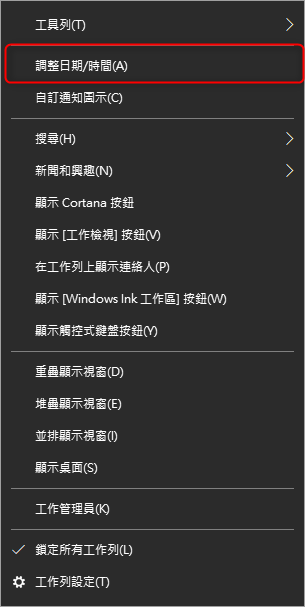 工具列(T)
調整日期/時間(A)
自訂通知圖示(C)
搜尋(H)
新聞和興趣(N)
顯示 Cortana 按鈕
顯示 [工作檢視] 按鈕(V)
在工作列上顯示連絡人(P)
顯示 [Windows Ink 工作區] 按鈕(W)
顯示觸控式鍵盤按鈕(Y)
重疊顯示視窗(D)
堆疊顯示視窗(E)
並排顯示視窗(I)
顯示桌面(S)
工作管理員(K)
鎖定所有工作列(L)
工作列設定(T)